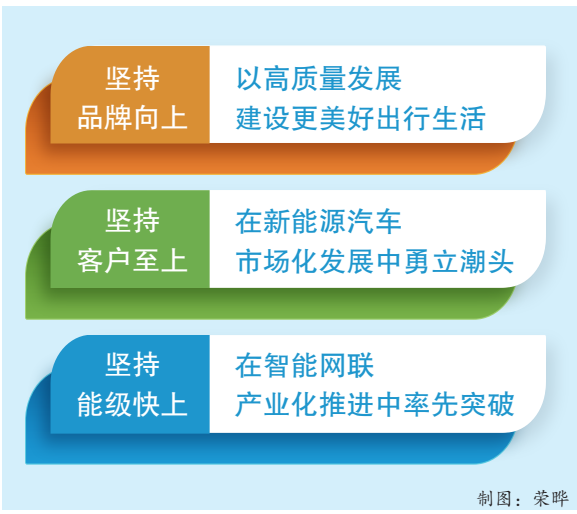 坚持
品牌向上
以高质量发展
建设更美好出行生活
坚持
客户至上
在新能源汽车
市场化发展中勇立潮头
坚持
能级快上
在智能网联
产业化推进中率先突破
制图：荣晔